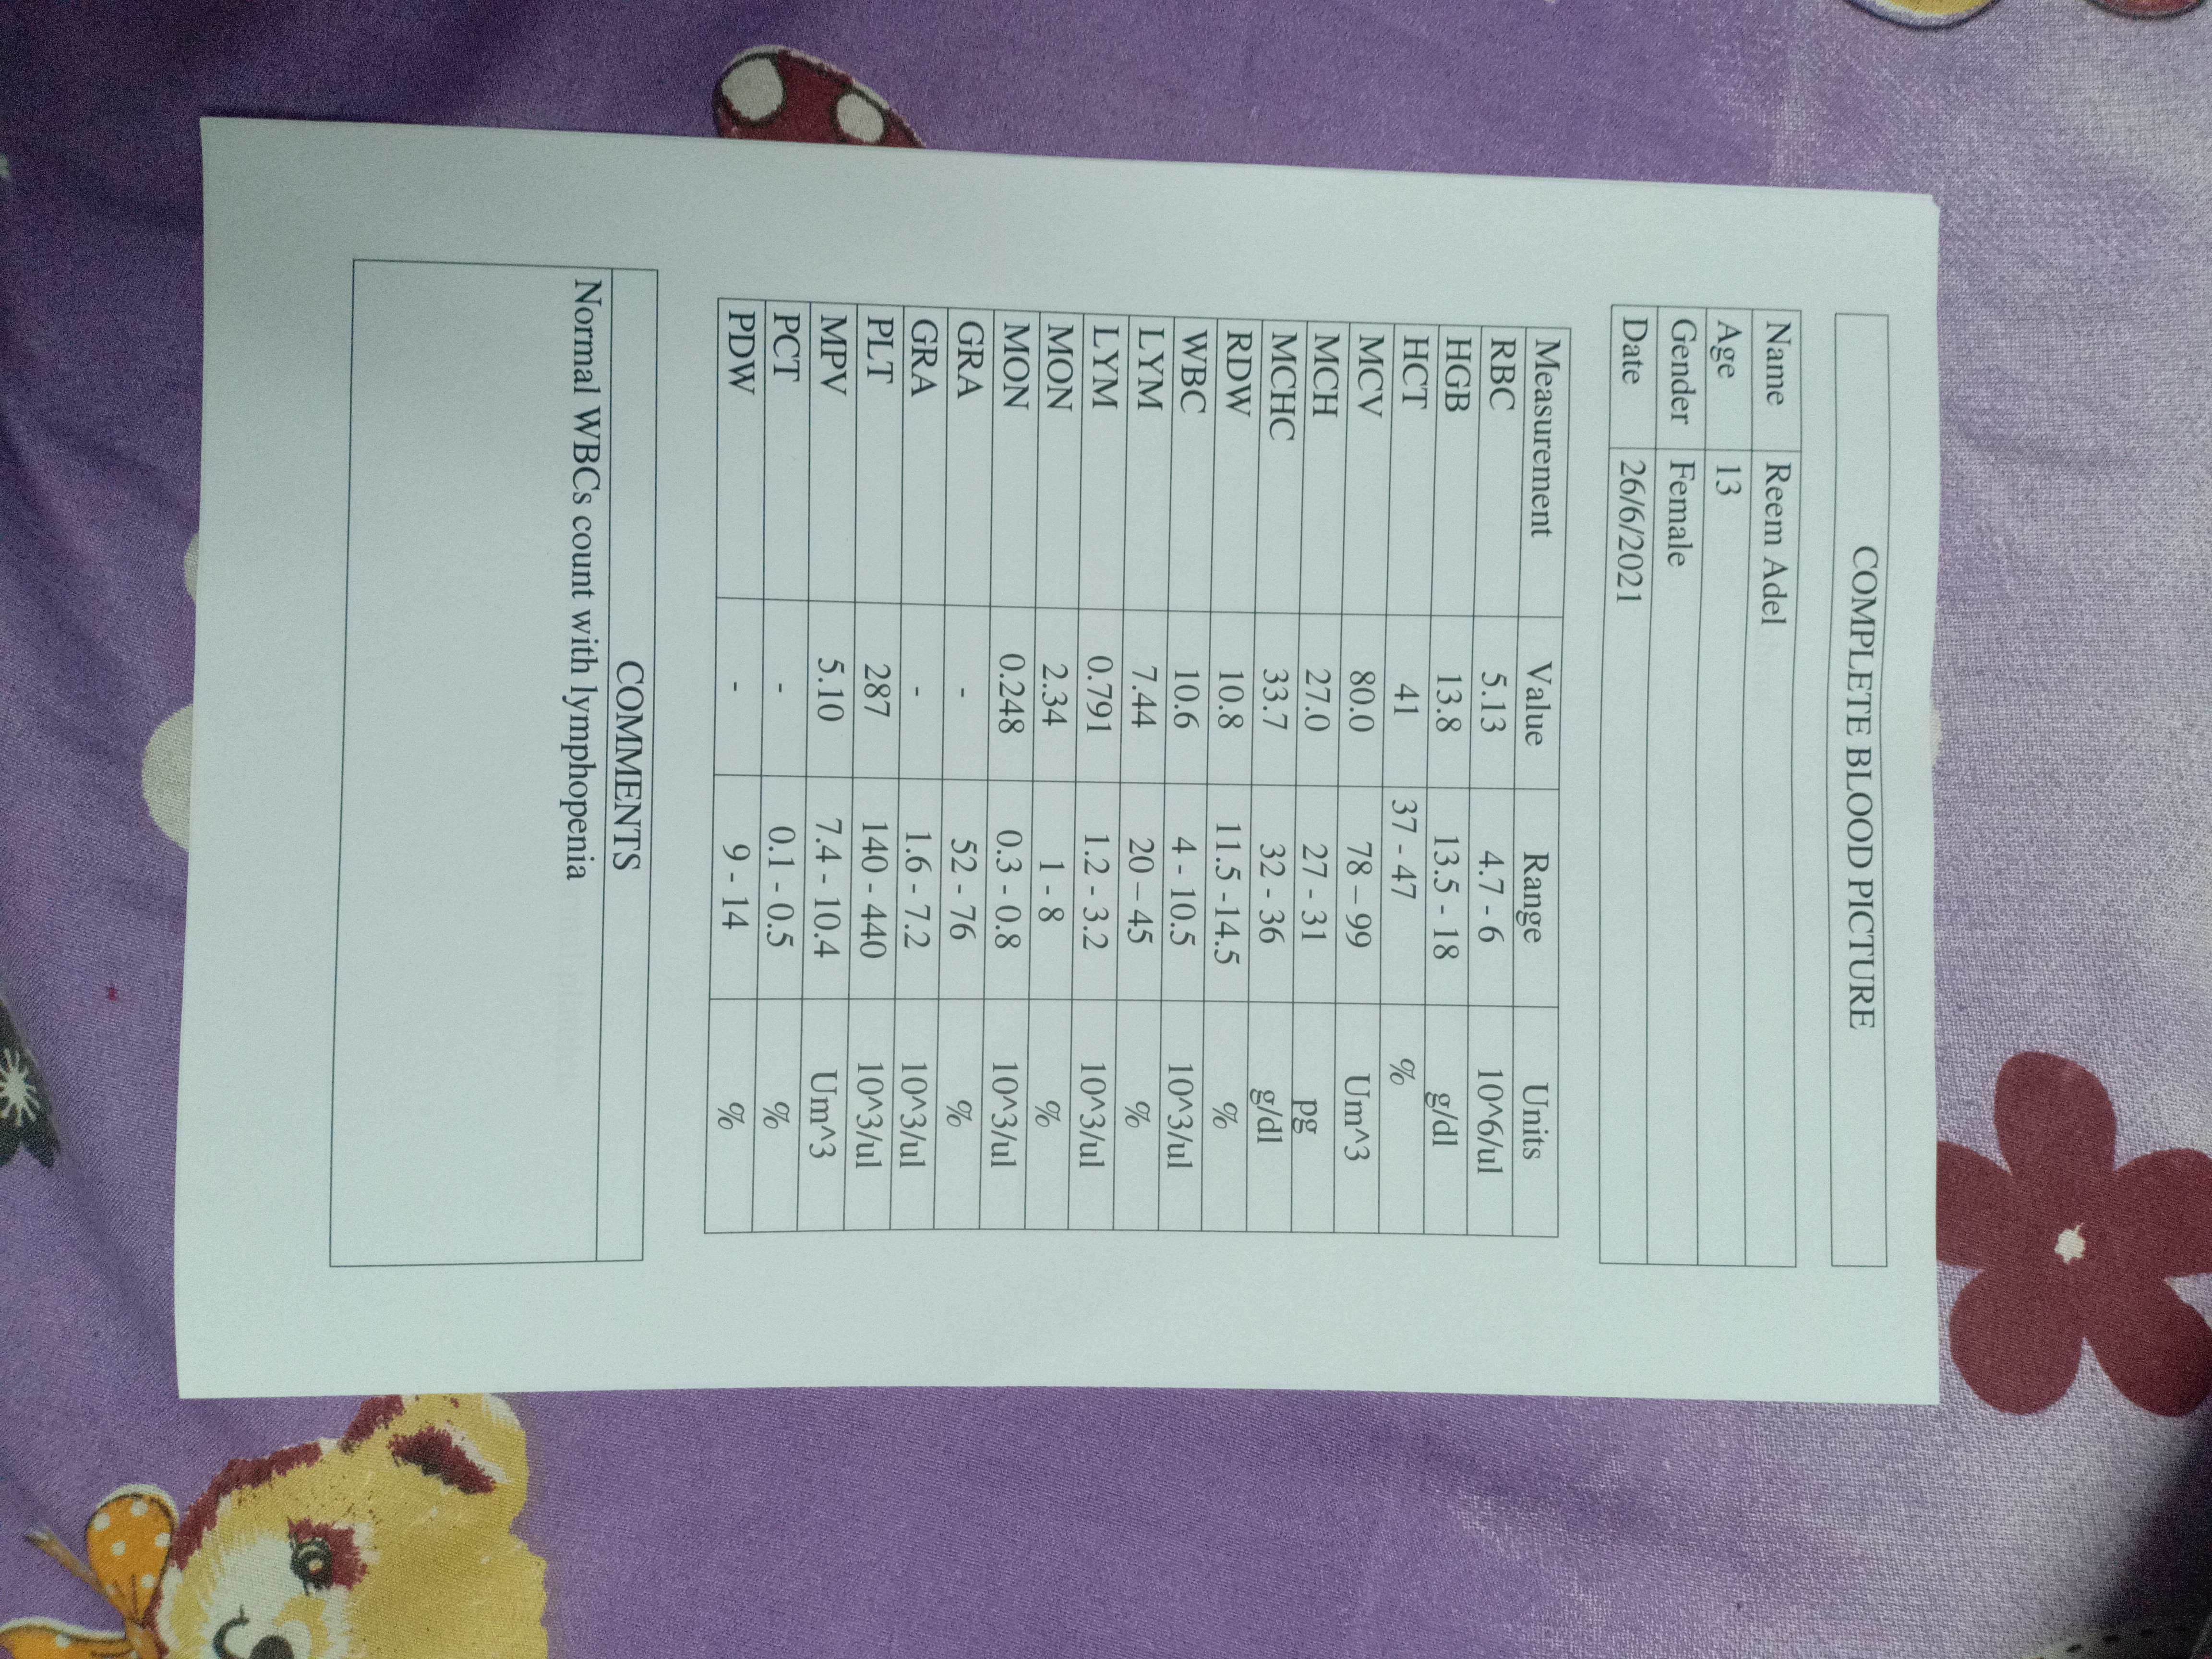 COMPLETE BLOOD PICTURE
Name Reem Adel
Age 13
Gender Female
Date 26/6/2021
Measurement Value Range Units
RBC 5.13 4.7 - 6 10^6/ul
HGB 13.8 13.5 - 18 g/dl
HCT 41 37 - 47 %
MCV 80.0 78 – 99 Um^3
MCH 27.0 27 - 31 pg
MCHC 33.7 32 - 36 g/dl
RDW 10.8 11.5 -14.5 %
WBC 10.6 4 - 10.5 10^3/ul
LYM 7.44 20 – 45 %
LYM 0.791 1.2 - 3.2 10^3/ul
MON 2.34 1 - 8 %
MON 0.248 0.3 - 0.8 10^3/ul
GRA - 52 - 76 %
GRA - 1.6 - 7.2 10^3/ul
PLT 287 140 - 440 10^3/ul
MPV 5.10 7.4 - 10.4 Um^3
PCT - 0.1 - 0.5 %
PDW - 9 - 14 %
COMMENTS
Normal WBCs count with lymphopenia